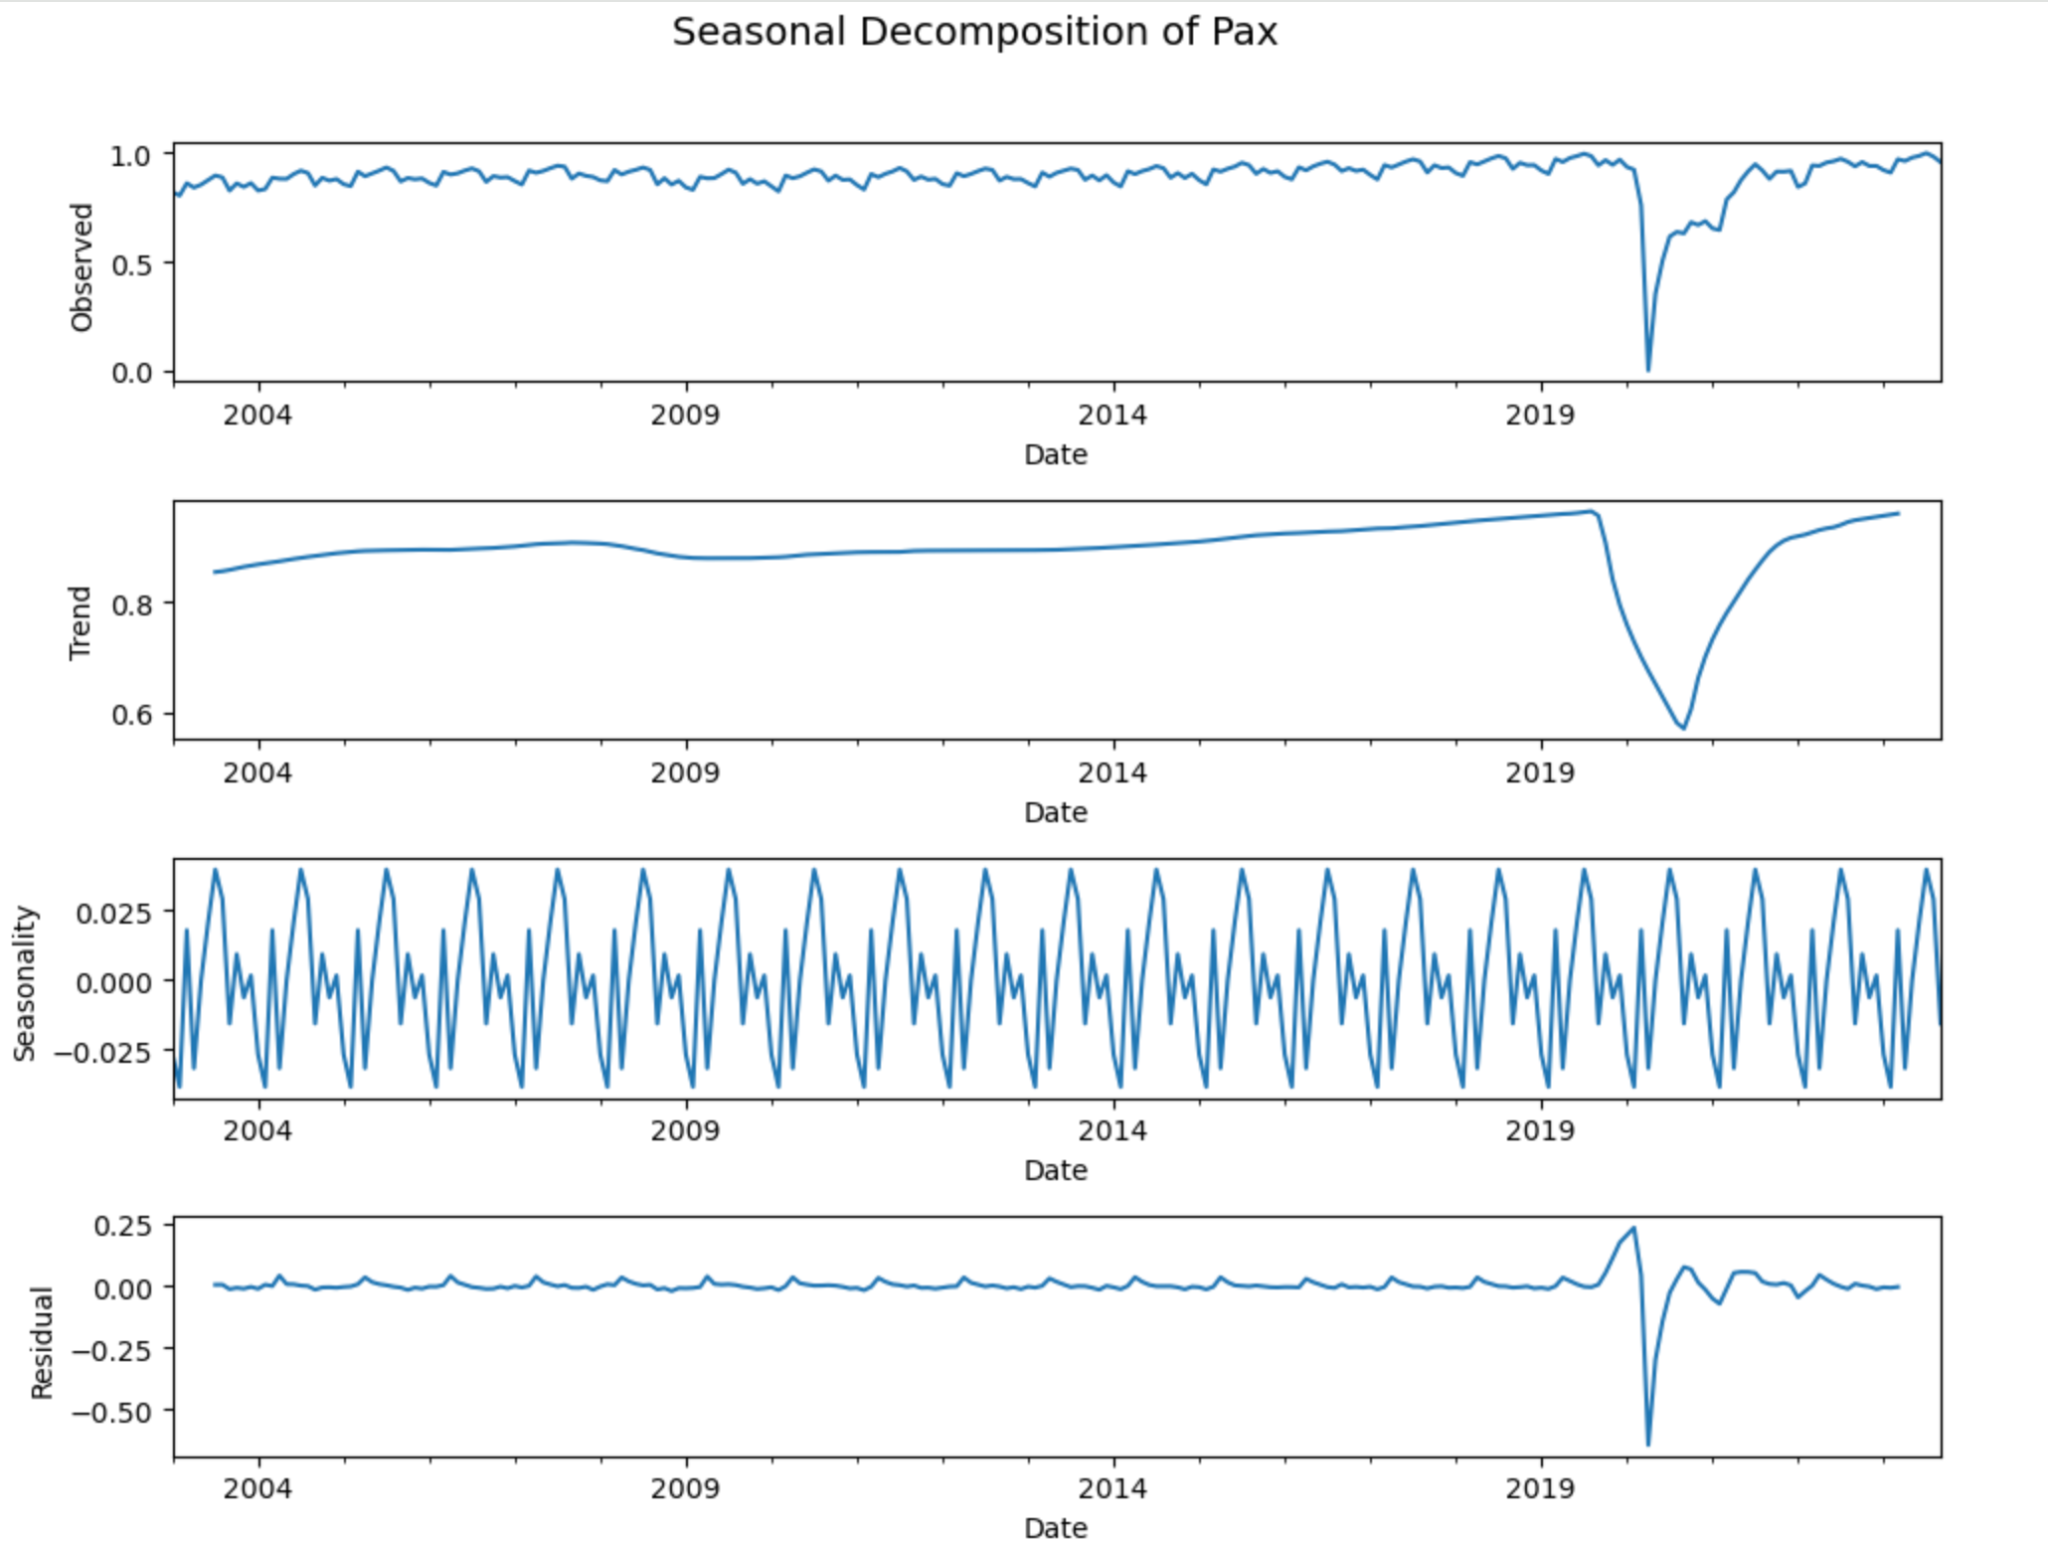 Seasonal Decomposition of Pax
Observed
1.0
0.5
0.0
2004 2009 2014 2019
Date
Trend
0.8
0.6
2004 2009 2014 2019
Date
Seasonality
0.025
0.000
−0.025
2004 2009 2014 2019
Date
Residual
0.25
0.00
−0.25
−0.50
2004 2009 2014 2019
Date